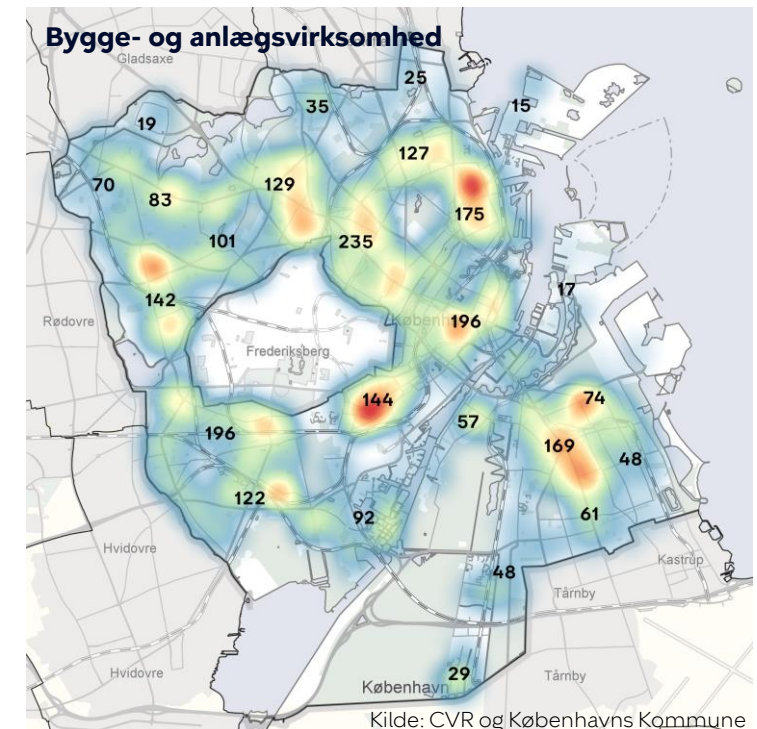 Bygge- og anlægsvirksomhed
Gladsaxe
25
35
15
19
127
70
83
129
175
101
235
142
17
Rødovre
København
196
Frederiksberg
144
74
57
196
169
48
122
92
61
Hvidovre
48
Kastrup
Tårnby
Hvidovre
29
Tårnby
København
Kilde: CVR og Københavns Kommune